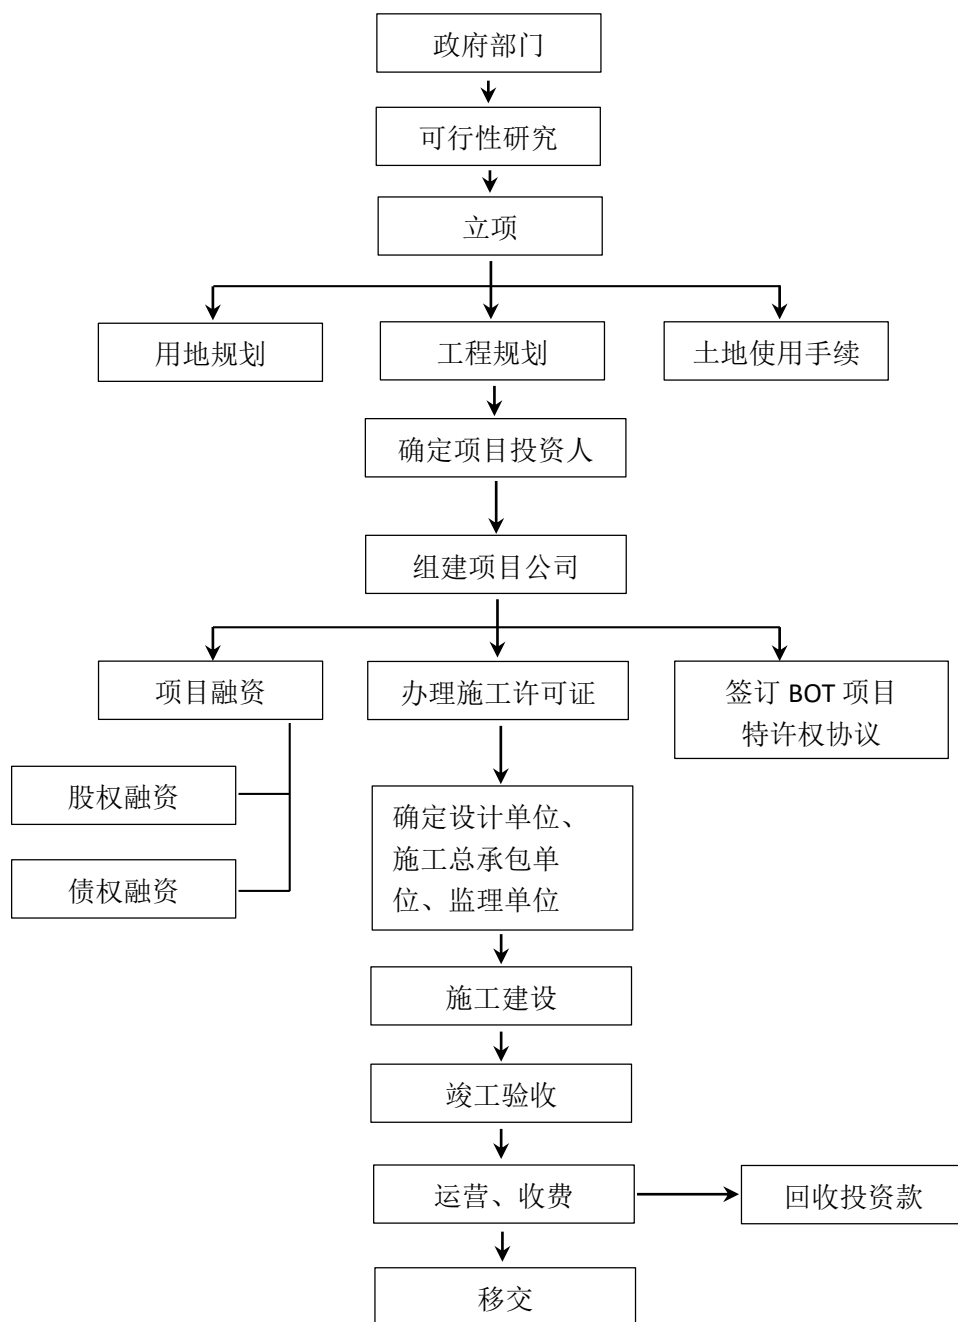 政府部门
可行性研究
立项
用地规划
工程规划
土地使用手续
确定项目投资人
组建项目公司
项目融资
办理施工许可证
签订 BOT 项目
特许权协议
股权融资
债权融资
确定设计单位、
施工总承包单
位、监理单位
施工建设
竣工验收
运营、收费
回收投资款
移交